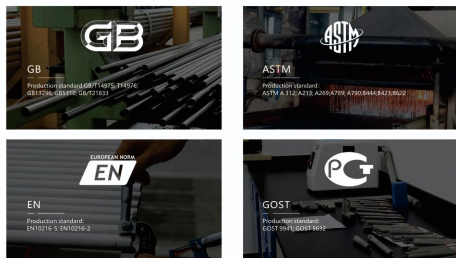 GB
GB
Production standard:GB/T14975; T14976;
GB13296; GB5310; GB/T21833
ASTM
ASTM
Production standard:
ASTM A 312; A213; A269;A789; A790;B444;B423;B622
EUROPEAN NORM
EN
EN
Production standard:
EN10216-5; EN10216-2
PCT
GOST
Production standard:
GOST 9941; GOST 5632